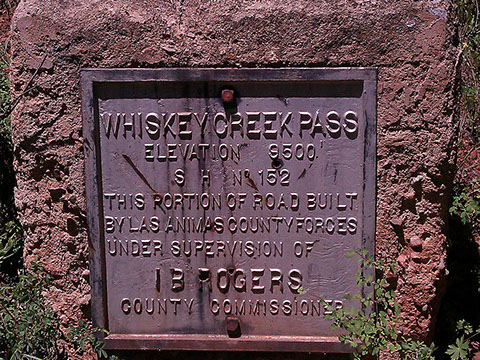 WHISKEY CREEK PASS
ELEVATION 9500'
S H Nº 152
THIS PORTION OF ROAD BUILT
BY LAS ANIMAS COUNTY FORCES
UNDER SUPERVISION OF
I B ROGERS
COUNTY COMMISSIONER